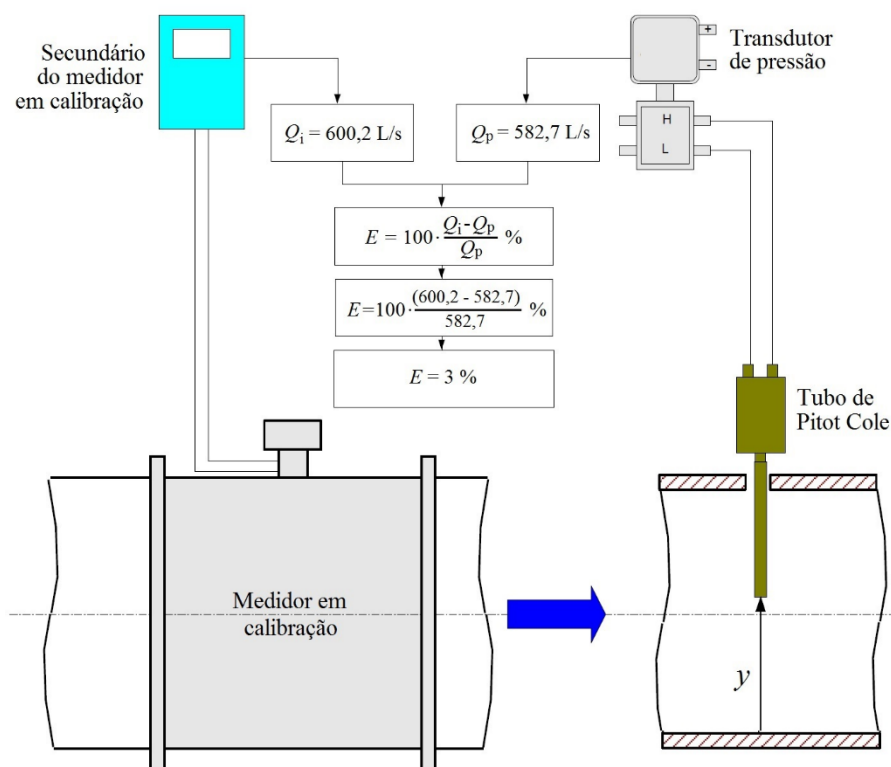 Secundário
do medidor
em calibração
Transdutor
de pressão
+
-
H
L
Qi = 600,2 L/s
Qp = 582,7 L/s
E = 100·(Qi - Qp)/Qp %
E=100·(600,2 - 582,7)/582,7 %
E = 3 %
Tubo de
Pitot Cole
Medidor em
calibração
y